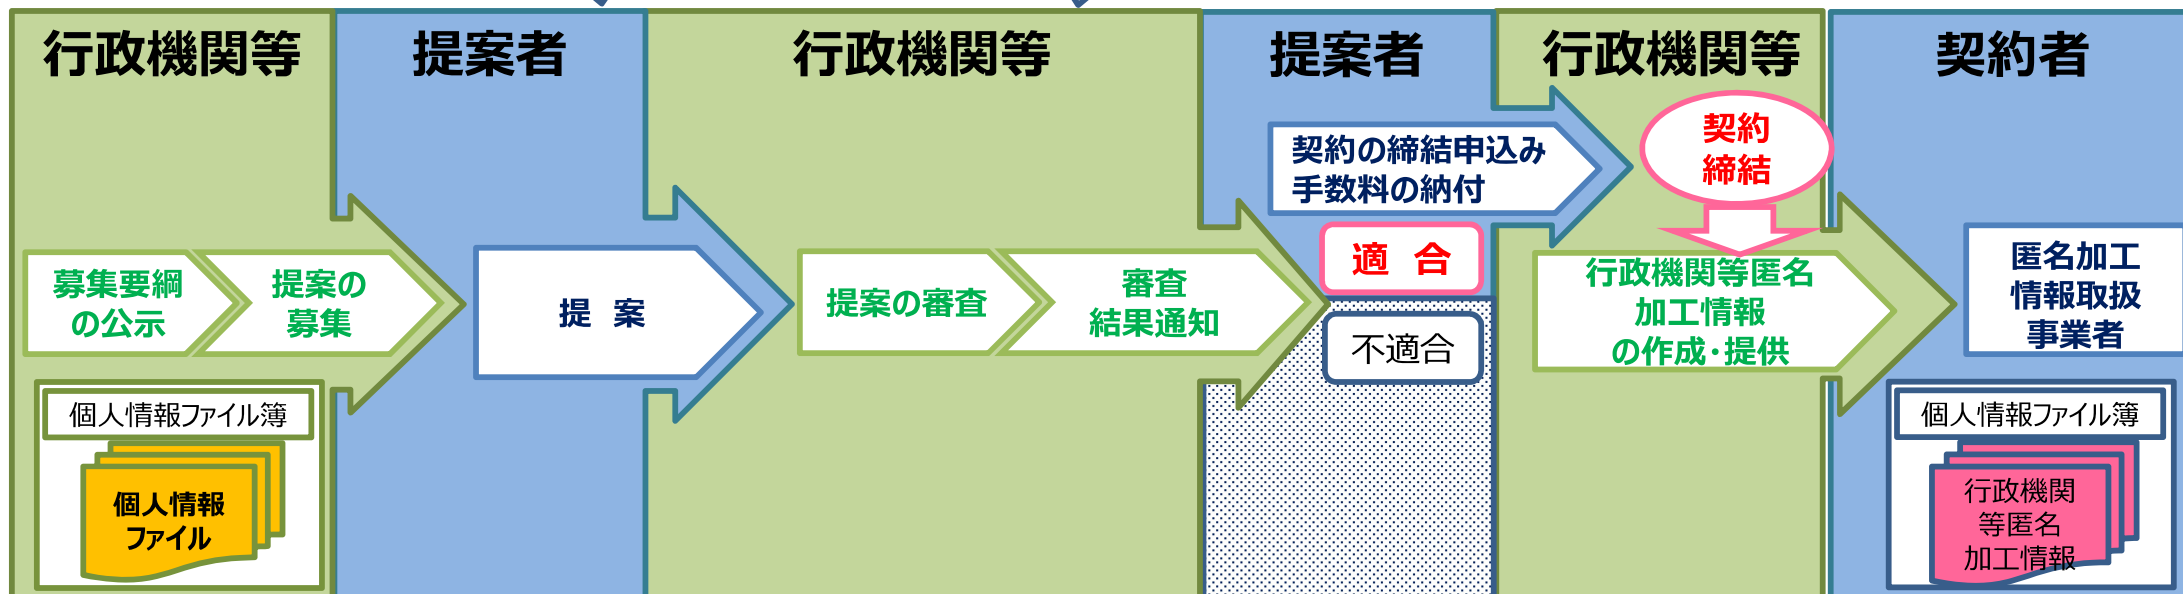 行政機関等
提案者
行政機関等
提案者
行政機関等
契約者
募集要綱
の公示
提案の
募集
個人情報ファイル簿
個人情報
ファイル
提 案
提案の審査
審査
結果通知
契約の締結申込み
手数料の納付
適 合
不適合
契約
締結
行政機関等匿名
加工情報
の作成・提供
匿名加工
情報取扱
事業者
個人情報ファイル簿
行政機関
等匿名
加工情報